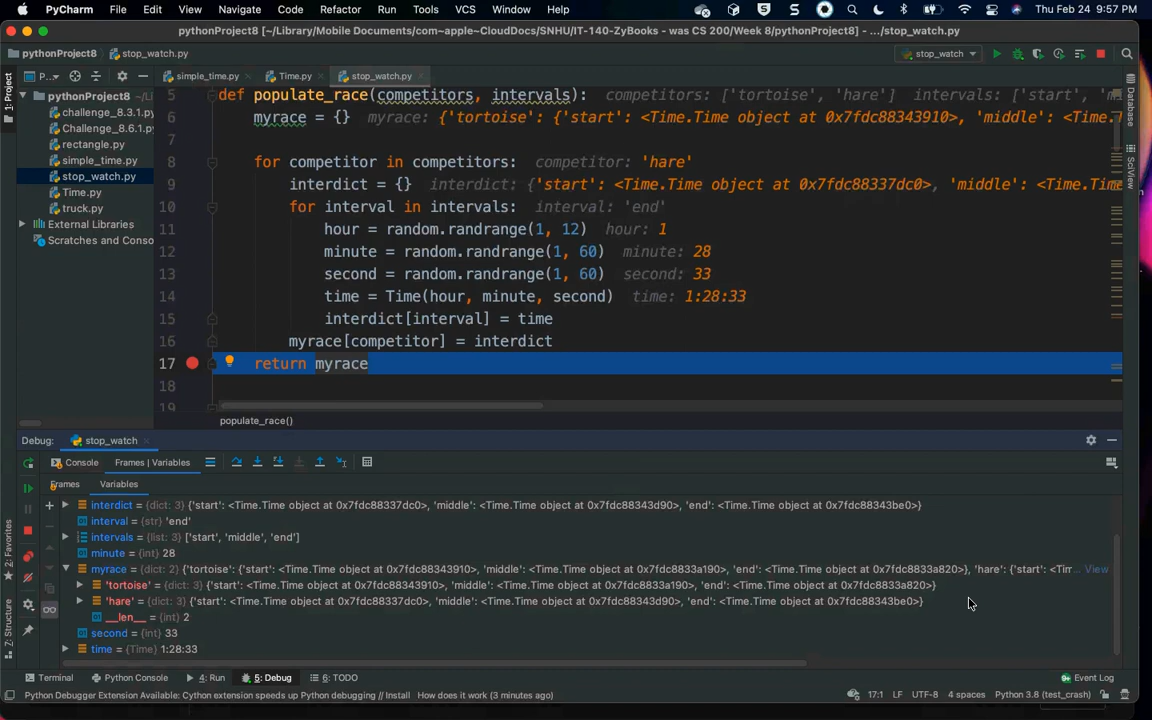 PyCharm File Edit View Navigate Code Refactor Run Tools VCS Window Help Thu Feb 24 9:57 PM
pythonProject8 [~/Library/Mobile Documents/com~apple~CloudDocs/SNHU/IT-140-ZyBooks - was CS 200/Week 8/pythonProject8] - .../stop_watch.py
pythonProject8 stop_watch.py stop_watch
P... simple_time.py Time.py stop_watch.py
1: Project
pythonProject8 ~/Li
challenge_8.3.1.py
Challenge_8.6.1.py
rectangle.py
simple_time.py
stop_watch.py
Time.py
truck.py
External Libraries
Scratches and Conso
5 def populate_race(competitors, intervals): competitors: ['tortoise', 'hare'] intervals: ['start', 'm
6 myrace = {} myrace: {'tortoise': {'start': <Time.Time object at 0x7fdc88343910>, 'middle': <Time.T
7
8 for competitor in competitors: competitor: 'hare'
9 interdict = {} interdict: {'start': <Time.Time object at 0x7fdc88337dc0>, 'middle': <Time.Time
10 for interval in intervals: interval: 'end'
11 hour = random.randrange(1, 12) hour: 1
12 minute = random.randrange(1, 60) minute: 28
13 second = random.randrange(1, 60) second: 33
14 time = Time(hour, minute, second) time: 1:28:33
15 interdict[interval] = time
16 myrace[competitor] = interdict
17 return myrace
18
19
populate_race()
Database
SciView
Debug: stop_watch
Console Frames | Variables
Frames Variables
interdict = {dict: 3} {'start': <Time.Time object at 0x7fdc88337dc0>, 'middle': <Time.Time object at 0x7fdc88343d90>, 'end': <Time.Time object at 0x7fdc88343be0>}
interval = {str} 'end'
intervals = {list: 3} ['start', 'middle', 'end']
minute = {int} 28
myrace = {dict: 2} {'tortoise': {'start': <Time.Time object at 0x7fdc88343910>, 'middle': <Time.Time object at 0x7fdc8833a190>, 'end': <Time.Time object at 0x7fdc8833a820>}, 'hare': {'start': <Tim... View
'tortoise' = {dict: 3} {'start': <Time.Time object at 0x7fdc88343910>, 'middle': <Time.Time object at 0x7fdc8833a190>, 'end': <Time.Time object at 0x7fdc8833a820>}
'hare' = {dict: 3} {'start': <Time.Time object at 0x7fdc88337dc0>, 'middle': <Time.Time object at 0x7fdc88343d90>, 'end': <Time.Time object at 0x7fdc88343be0>}
__len__ = {int} 2
second = {int} 33
time = {Time} 1:28:33
2: Favorites
Z: Structure
Terminal Python Console 4: Run 5: Debug 6: TODO Event Log
Python Debugger Extension Available: Cython extension speeds up Python debugging // Install How does it work (3 minutes ago) 17:1 LF UTF-8 4 spaces Python 3.8 (test_crash)